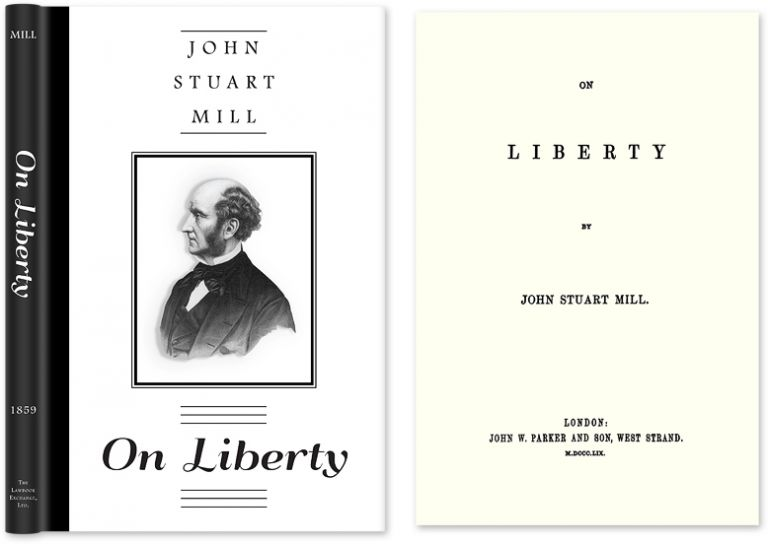 MILL
On Liberty
1859
THE
LAWBOOK
EXCHANGE,
LTD.
JOHN
STUART
MILL
On Liberty
ON
LIBERTY
BY
JOHN STUART MILL.
LONDON:
JOHN W. PARKER AND SON, WEST STRAND.
M.DCCC.LIX.